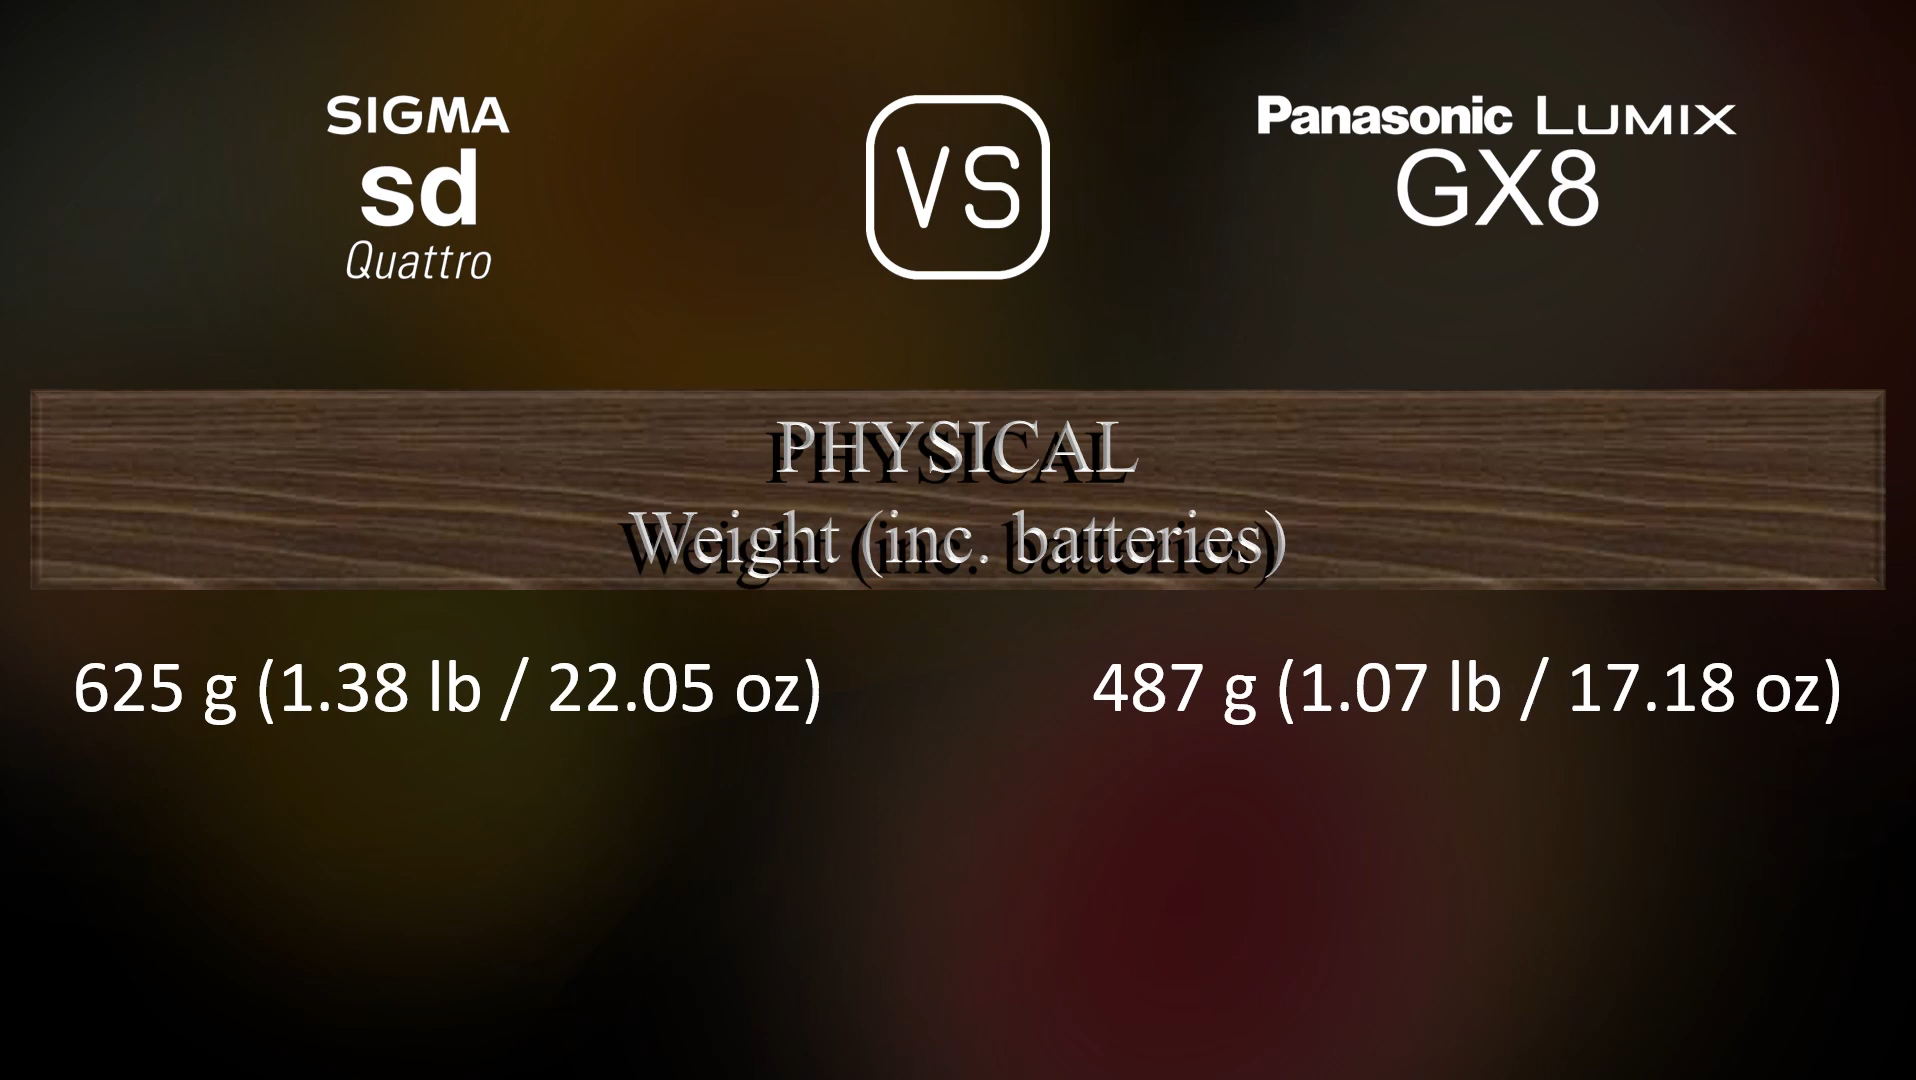 SIGMA
sd
Quattro
VS
Panasonic LUMIX
GX8
PHYSICAL
Weight (inc. batteries)
625 g (1.38 lb / 22.05 oz)
487 g (1.07 lb / 17.18 oz)